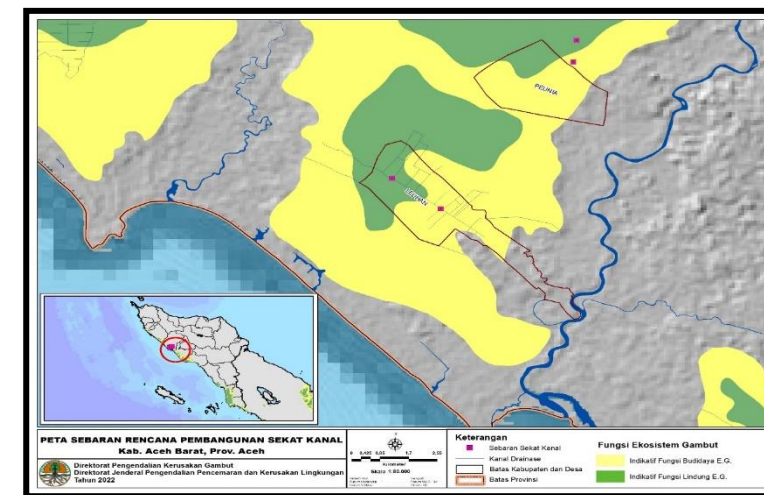 PEUNIA
PETA SEBARAN RENCANA PEMBANGUNAN SEKAT KANAL
Kab. Aceh Barat, Prov. Aceh
Direktorat Pengendalian Kerusakan Gambut
Direktorat Jenderal Pengendalian Pencemaran dan Kerusakan Lingkungan
Tahun 2022
Keterangan
Sebaran Sekat Kanal
Kanal Drainase
Batas Kabupaten dan Desa
Batas Provinsi
Fungsi Ekosistem Gambut
Indikatif Fungsi Budidaya E.G.
Indikatif Fungsi Lindung E.G.